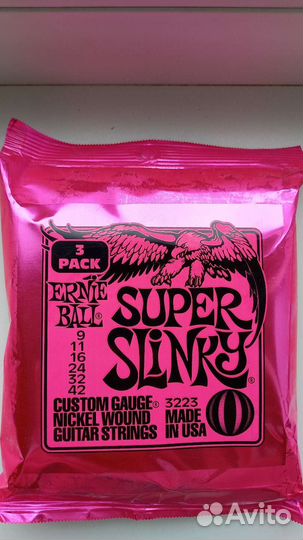 3
PACK
ERNIE
BALL®
SUPER
SLINKY®
9
11
16
24
32
42
CUSTOM GAUGE®
NICKEL WOUND
GUITAR STRINGS
3223
MADE
IN USA
Avito